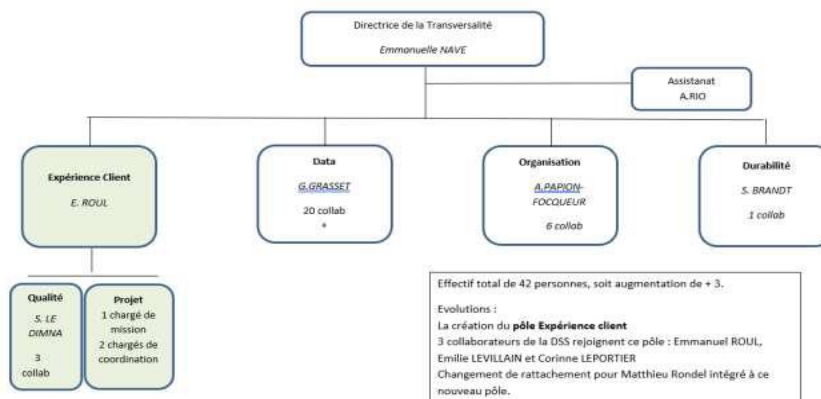 Directrice de la Transversalité
Emmanuelle NAVE
Assistanat
A.RIO
Expérience Client
E. ROUL
Data
G.GRASSET
20 collab
+
Organisation
A.PAPION-
FOCQUEUR
6 collab
Durabilité
S. BRANDT
1 collab
Qualité
S. LE
DIMNA
3
collab
Projet
1 chargé de
mission
2 chargés de
coordination
Effectif total de 42 personnes, soit augmentation de + 3.
Evolutions :
La création du pôle Expérience client
3 collaborateurs de la DSS rejoignent ce pôle : Emmanuel ROUL,
Emilie LEVILLAIN et Corinne LEPORTIER
Changement de rattachement pour Matthieu Rondel intégré à ce
nouveau pôle.